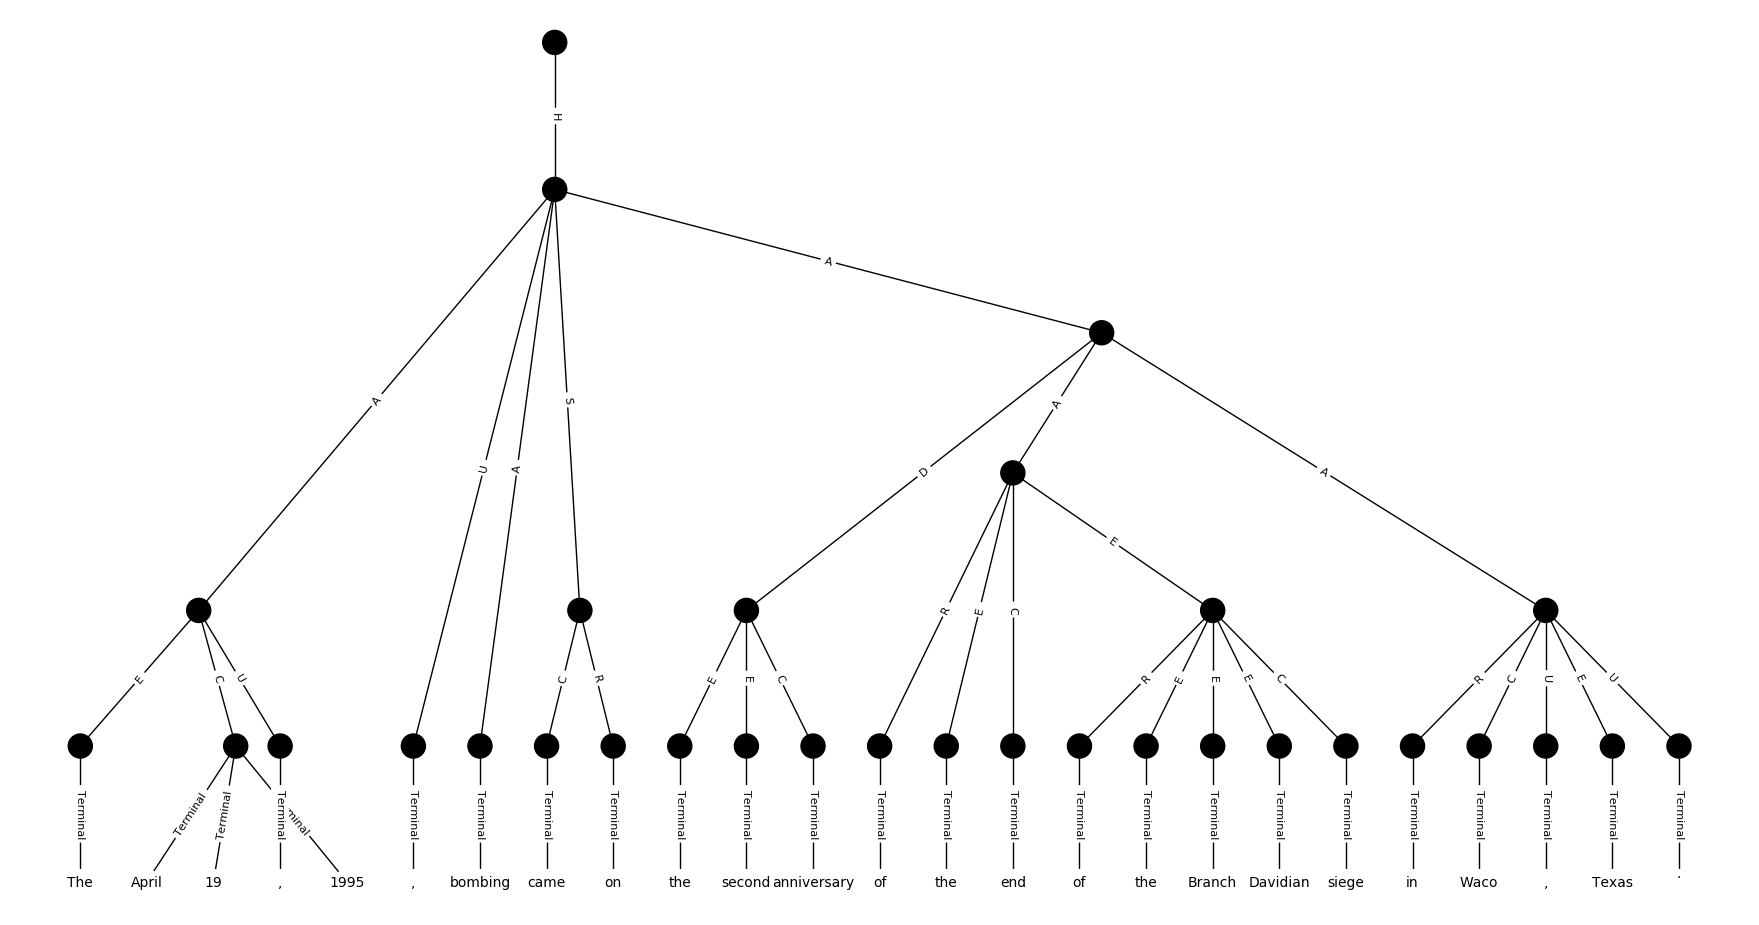 H
A
A
A
S
D
U
A
A
E
R
E
C
E
C
U
C
R
E
E
C
R
E
E
E
C
R
C
U
E
U
Terminal Terminal Terminal Terminal Terminal Terminal Terminal Terminal Terminal Terminal Terminal Terminal Terminal Terminal Terminal Terminal Terminal Terminal Terminal Terminal Terminal Terminal Terminal Terminal
The April 19 , 1995 , bombing came on the second anniversary of the end of the Branch Davidian siege in Waco , Texas .